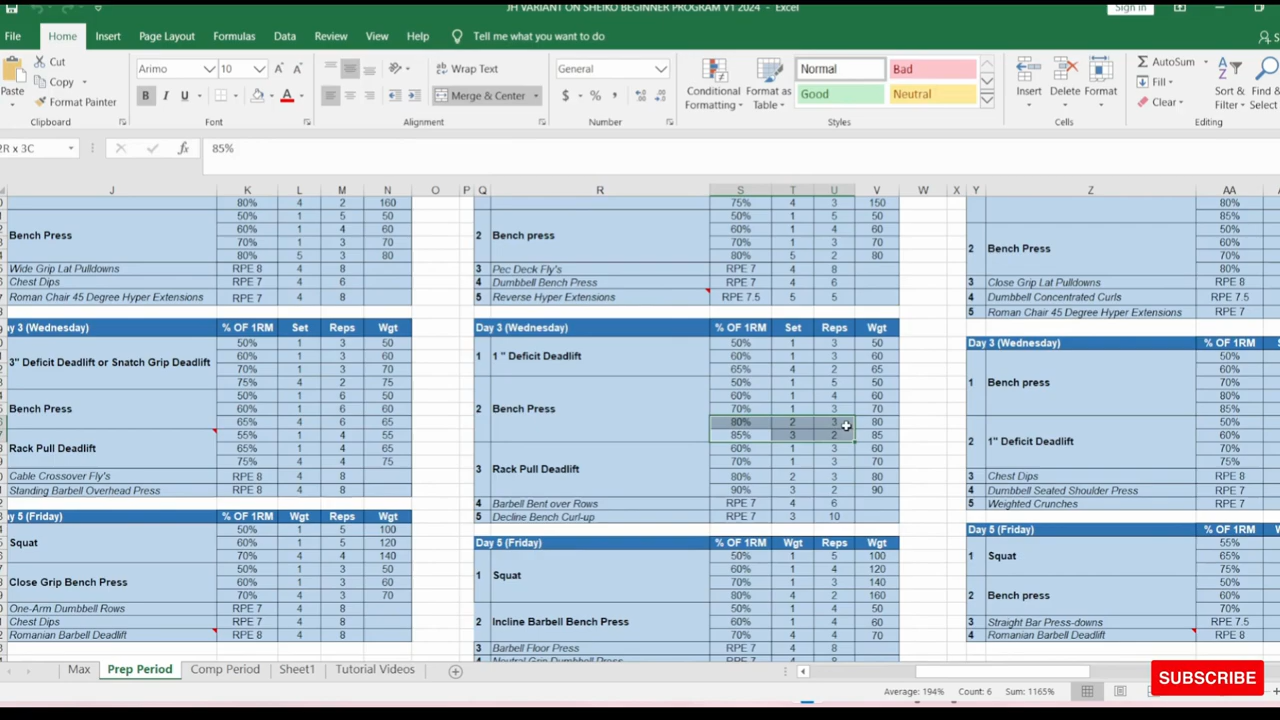 JH VARIANT ON SHEIKO BEGINNER PROGRAM V1 2024 - Excel Sign in
File Home Insert Page Layout Formulas Data Review View Help Tell me what you want to do S
Cut
Copy
Format Painter
Paste
Clipboard
Arimo 10
B I U
Font
Wrap Text
Merge & Center
Alignment
General
$ % ,
Number
Conditional Formatting
Format as Table
Normal Bad
Good Neutral
Styles
Insert Delete Format
Cells
AutoSum
Fill
Clear
Sort & Filter
Find &
Editing
2R x 3C fx 85%
J K L M N O P Q R S T U V W X Y Z AA
80% 4 2 160
50% 1 5 50
Bench Press 60% 1 4 60
70% 1 3 70
80% 5 3 80
Wide Grip Lat Pulldowns RPE 8 4 8
Chest Dips RPE 7 4 6
Roman Chair 45 Degree Hyper Extensions RPE 7 4 8
y 3 (Wednesday) % OF 1RM Set Reps Wgt
50% 1 3 50
3" Deficit Deadlift or Snatch Grip Deadlift 60% 1 3 60
70% 1 3 70
75% 4 2 75
50% 1 6 50
Bench Press 60% 1 6 60
65% 4 6 65
55% 1 4 55
Rack Pull Deadlift 65% 1 4 65
75% 4 4 75
Cable Crossover Fly's RPE 8 4 8
Standing Barbell Overhead Press RPE 8 4 8
y 5 (Friday) % OF 1RM Wgt Reps Wgt
50% 1 5 100
Squat 60% 1 5 120
70% 4 4 140
50% 1 3 50
Close Grip Bench Press 60% 1 3 60
70% 4 3 70
One-Arm Dumbbell Rows RPE 7 4 8
Chest Dips RPE 7 4 8
Romanian Barbell Deadlift RPE 8 4 8
75% 4 3 150
50% 1 5 50
2 Bench press 60% 1 4 60
70% 1 3 70
80% 5 2 80
3 Pec Deck Fly's RPE 7 4 8
4 Dumbbell Bench Press RPE 7 4 6
5 Reverse Hyper Extensions RPE 7.5 5 5
Day 3 (Wednesday) % OF 1RM Set Reps Wgt
50% 1 3 50
1 1 " Deficit Deadlift 60% 1 3 60
65% 4 2 65
50% 1 5 50
60% 1 4 60
2 Bench Press 70% 1 3 70
80% 2 3 80
85% 3 2 85
60% 1 3 60
3 Rack Pull Deadlift 70% 1 3 70
80% 2 3 80
90% 3 2 90
4 Barbell Bent over Rows RPE 7 4 6
5 Decline Bench Curl-up RPE 7 3 10
Day 5 (Friday) % OF 1RM Wgt Reps Wgt
50% 1 5 100
60% 1 4 120
1 Squat 70% 1 3 140
80% 4 2 160
50% 1 4 50
2 Incline Barbell Bench Press 60% 1 4 60
70% 4 4 70
3 Barbell Floor Press RPE 7 4 8
4 Neutral Grip Dumbbell Press
80%
85%
50%
2 Bench Press 60%
70%
80%
3 Close Grip Lat Pulldowns RPE 8
4 Dumbbell Concentrated Curls RPE 7.5
5 Roman Chair 45 Degree Hyper Extensions RPE 7
Day 3 (Wednesday) % OF 1RM
50%
60%
1 Bench press 70%
80%
85%
50%
2 1" Deficit Deadlift 60%
70%
75%
3 Chest Dips RPE 8
4 Dumbbell Seated Shoulder Press RPE 7
5 Weighted Crunches RPE 7
Day 5 (Friday) % OF 1RM
55%
1 Squat 65%
75%
50%
2 Bench press 60%
70%
3 Straight Bar Press-downs RPE 7.5
4 Romanian Barbell Deadlift RPE 8
Max Prep Period Comp Period Sheet1 Tutorial Videos
SUBSCRIBE
Average: 194% Count: 6 Sum: 1165%